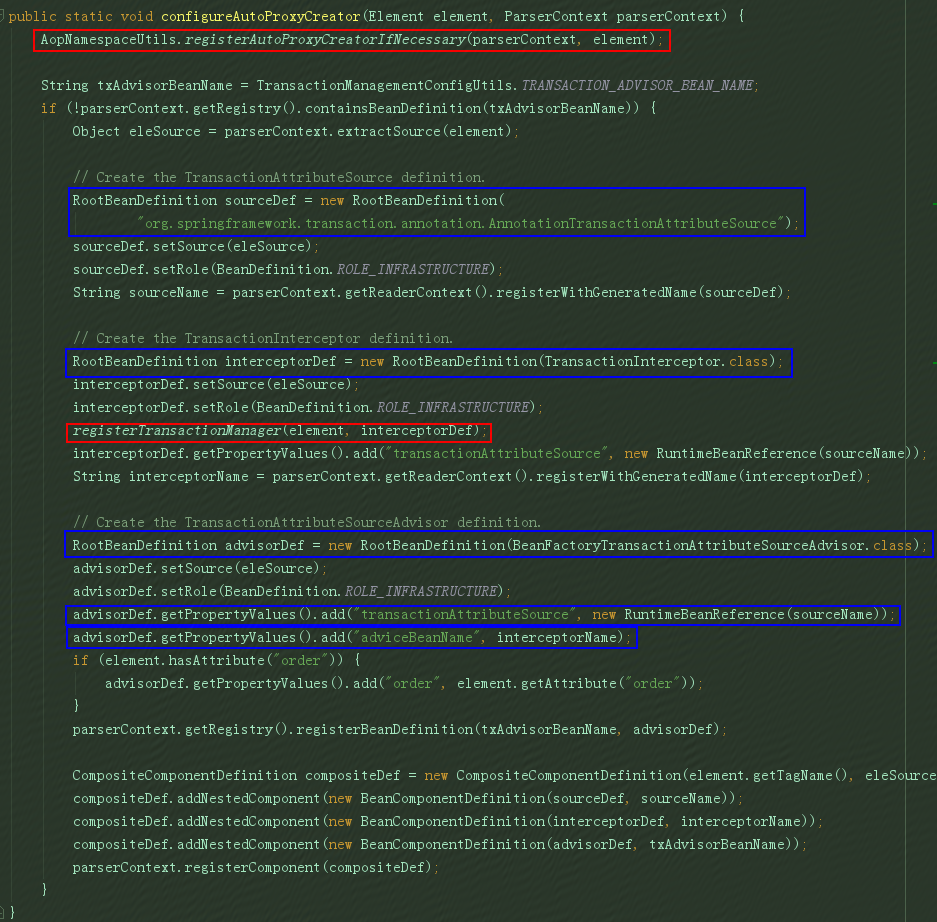 public static void configureAutoProxyCreator(Element element, ParserContext parserContext) {
AopNamespaceUtils.registerAutoProxyCreatorIfNecessary(parserContext, element);
String txAdvisorBeanName = TransactionManagementConfigUtils.TRANSACTION_ADVISOR_BEAN_NAME;
if (!parserContext.getRegistry().containsBeanDefinition(txAdvisorBeanName)) {
Object eleSource = parserContext.extractSource(element);
// Create the TransactionAttributeSource definition.
RootBeanDefinition sourceDef = new RootBeanDefinition(
"org.springframework.transaction.annotation.AnnotationTransactionAttributeSource");
sourceDef.setSource(eleSource);
sourceDef.setRole(BeanDefinition.ROLE_INFRASTRUCTURE);
String sourceName = parserContext.getReaderContext().registerWithGeneratedName(sourceDef);
// Create the TransactionInterceptor definition.
RootBeanDefinition interceptorDef = new RootBeanDefinition(TransactionInterceptor.class);
interceptorDef.setSource(eleSource);
interceptorDef.setRole(BeanDefinition.ROLE_INFRASTRUCTURE);
registerTransactionManager(element, interceptorDef);
interceptorDef.getPropertyValues().add("transactionAttributeSource", new RuntimeBeanReference(sourceName));
String interceptorName = parserContext.getReaderContext().registerWithGeneratedName(interceptorDef);
// Create the TransactionAttributeSourceAdvisor definition.
RootBeanDefinition advisorDef = new RootBeanDefinition(BeanFactoryTransactionAttributeSourceAdvisor.class);
advisorDef.setSource(eleSource);
advisorDef.setRole(BeanDefinition.ROLE_INFRASTRUCTURE);
advisorDef.getPropertyValues().add("transactionAttributeSource", new RuntimeBeanReference(sourceName));
advisorDef.getPropertyValues().add("adviceBeanName", interceptorName);
if (element.hasAttribute("order")) {
advisorDef.getPropertyValues().add("order", element.getAttribute("order"));
}
parserContext.getRegistry().registerBeanDefinition(txAdvisorBeanName, advisorDef);
CompositeComponentDefinition compositeDef = new CompositeComponentDefinition(element.getTagName(), eleSource
compositeDef.addNestedComponent(new BeanComponentDefinition(sourceDef, sourceName));
compositeDef.addNestedComponent(new BeanComponentDefinition(interceptorDef, interceptorName));
compositeDef.addNestedComponent(new BeanComponentDefinition(advisorDef, txAdvisorBeanName));
parserContext.registerComponent(compositeDef);
}
}